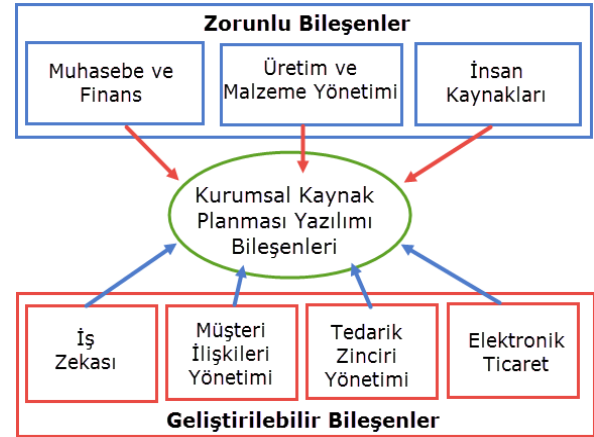 Zorunlu Bileşenler
Muhasebe ve
Finans
Üretim ve
Malzeme Yönetimi
İnsan
Kaynakları
Kurumsal Kaynak
Planması Yazılımı
Bileşenleri
İş
Zekası
Müşteri
İlişkileri
Yönetimi
Tedarik
Zinciri
Yönetimi
Elektronik
Ticaret
Geliştirilebilir Bileşenler